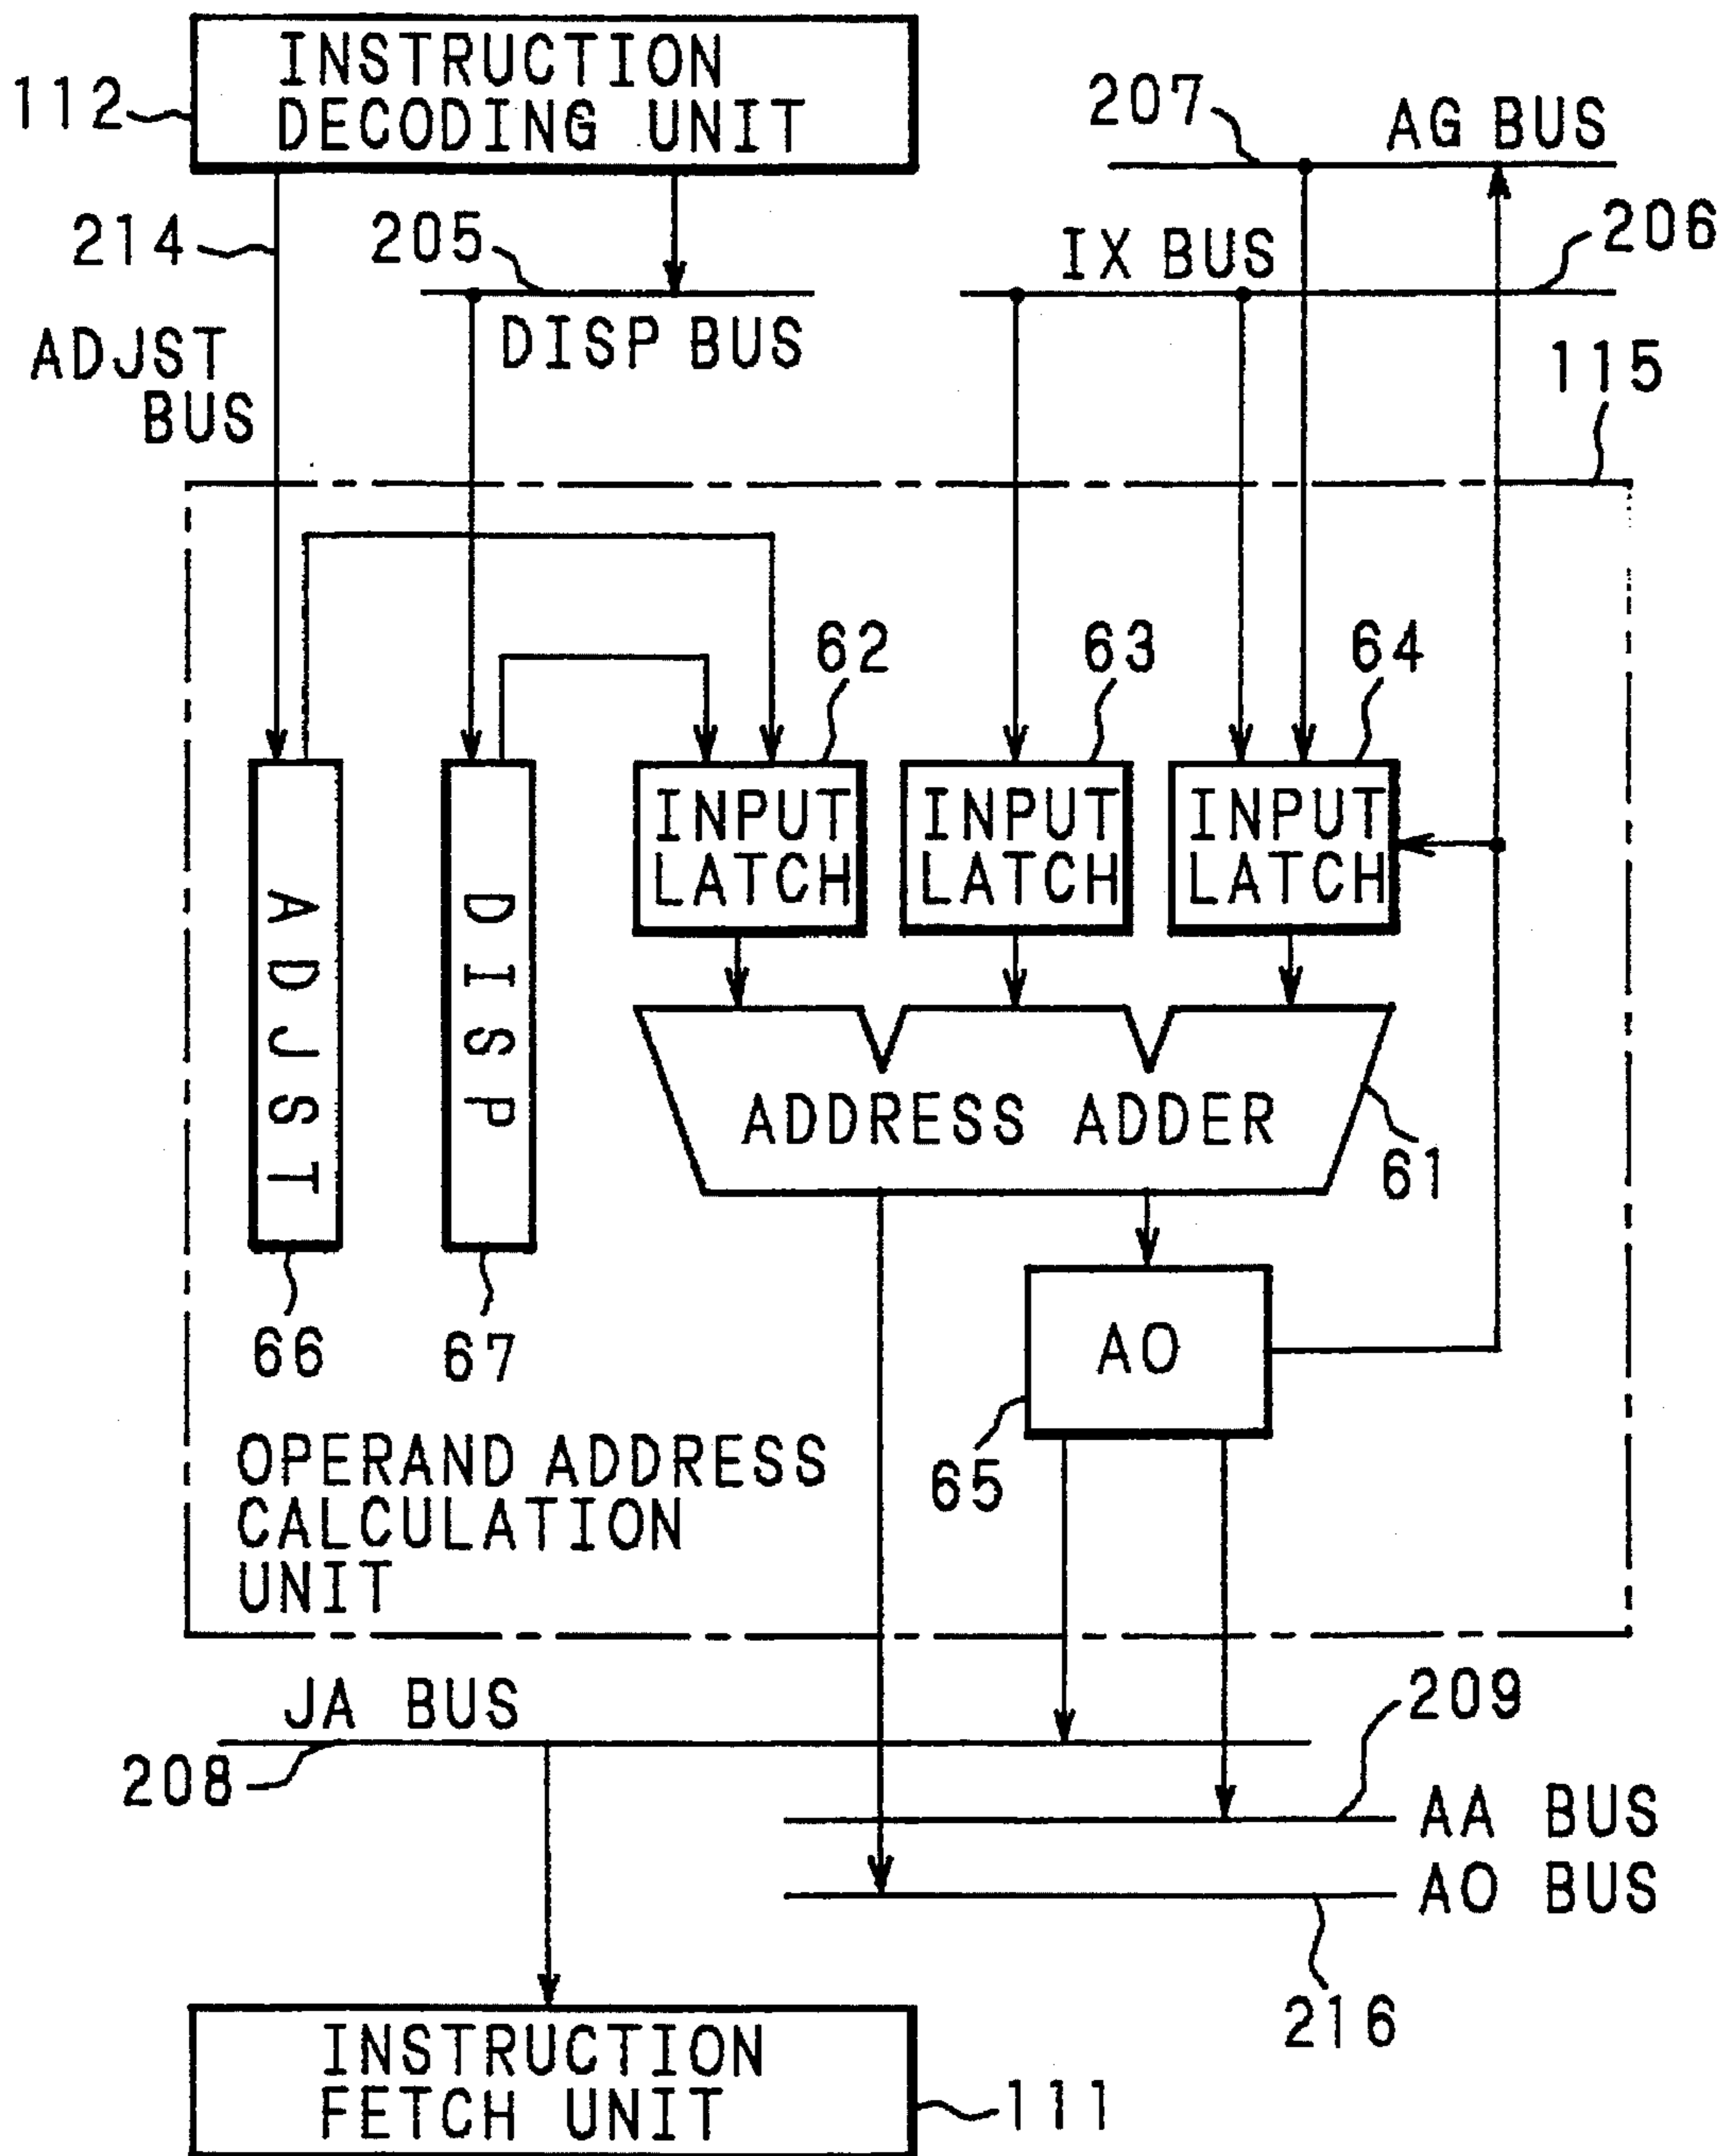 INSTRUCTION
DECODING UNIT
112
207
AG BUS
214
205
IX BUS
206
ADJST
BUS
DISP BUS
115
62
63
64
INPUT
LATCH
INPUT
LATCH
INPUT
LATCH
ADJST
DISP
ADDRESS ADDER
61
66
67
AO
65
OPERAND ADDRESS
CALCULATION
UNIT
JA BUS
208
209
AA BUS
AO BUS
216
INSTRUCTION
FETCH UNIT
111